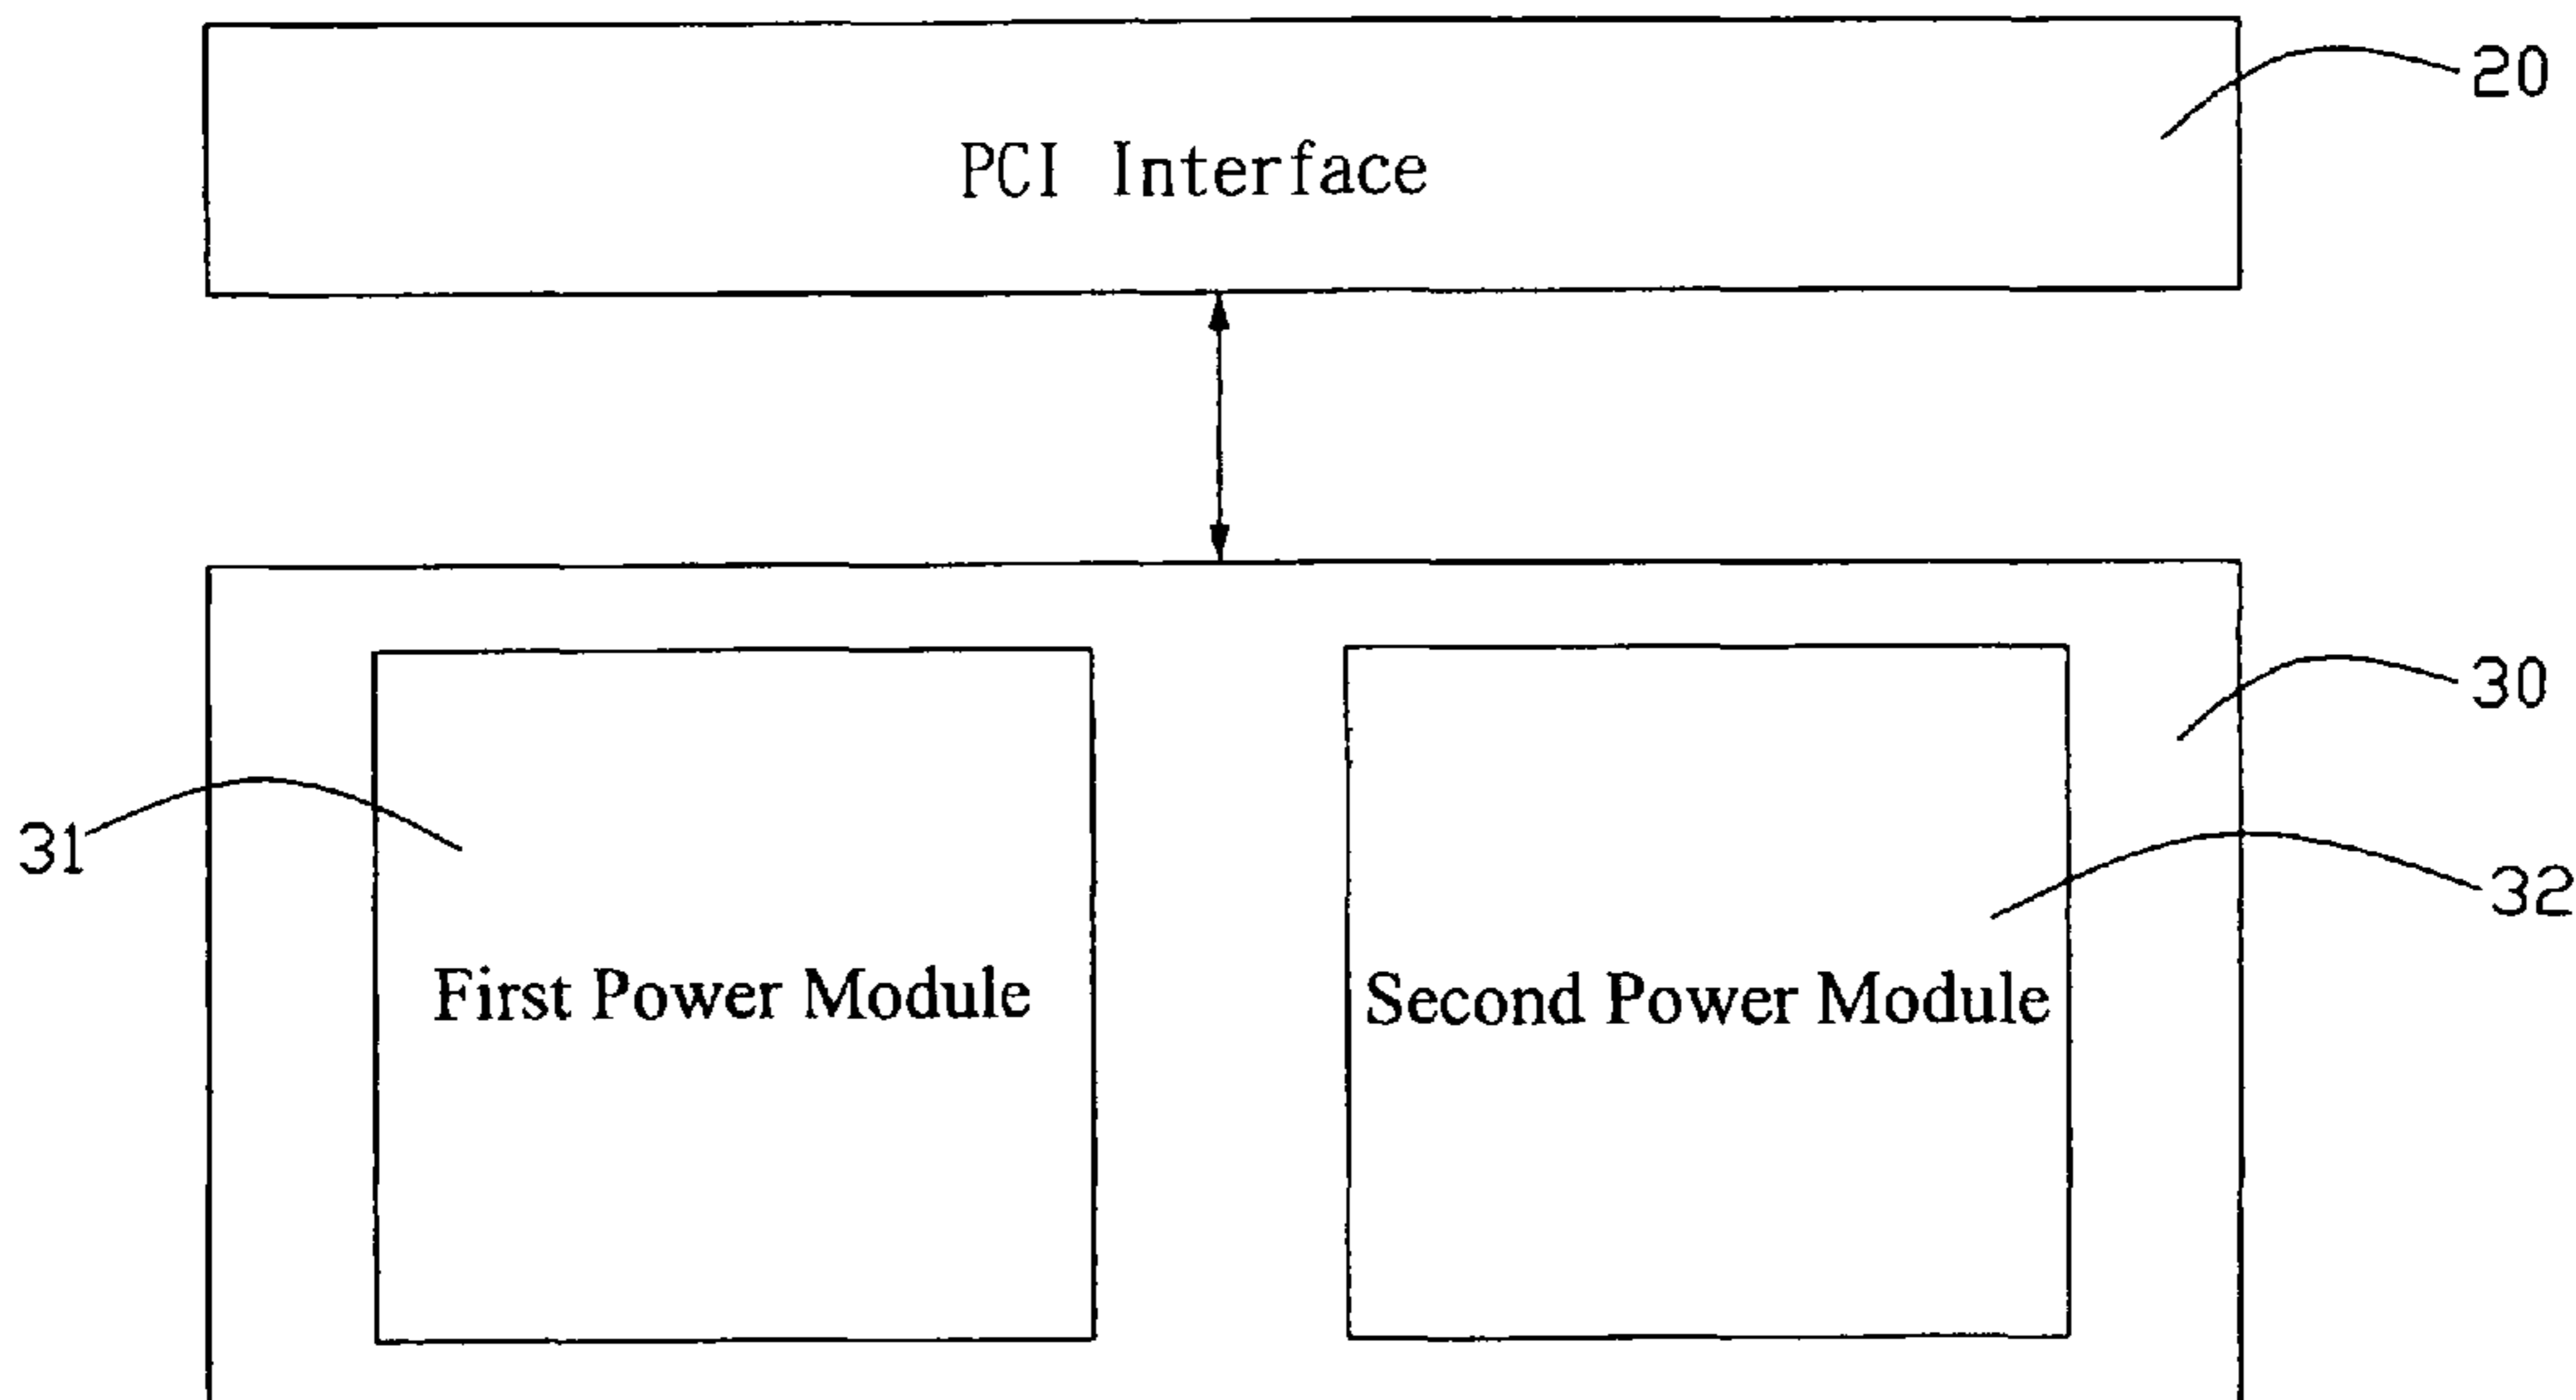 20
PCI Interface
30
31
32
First Power Module
Second Power Module